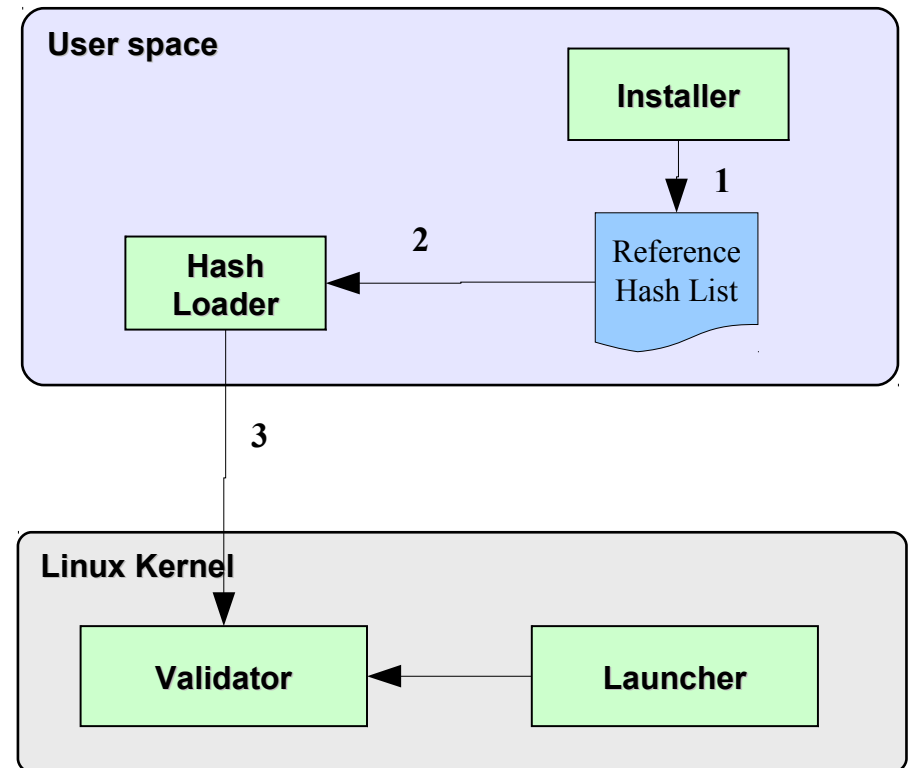 User space
Installer
1
Reference
Hash List
2
Hash
Loader
3
Linux Kernel
Validator
Launcher